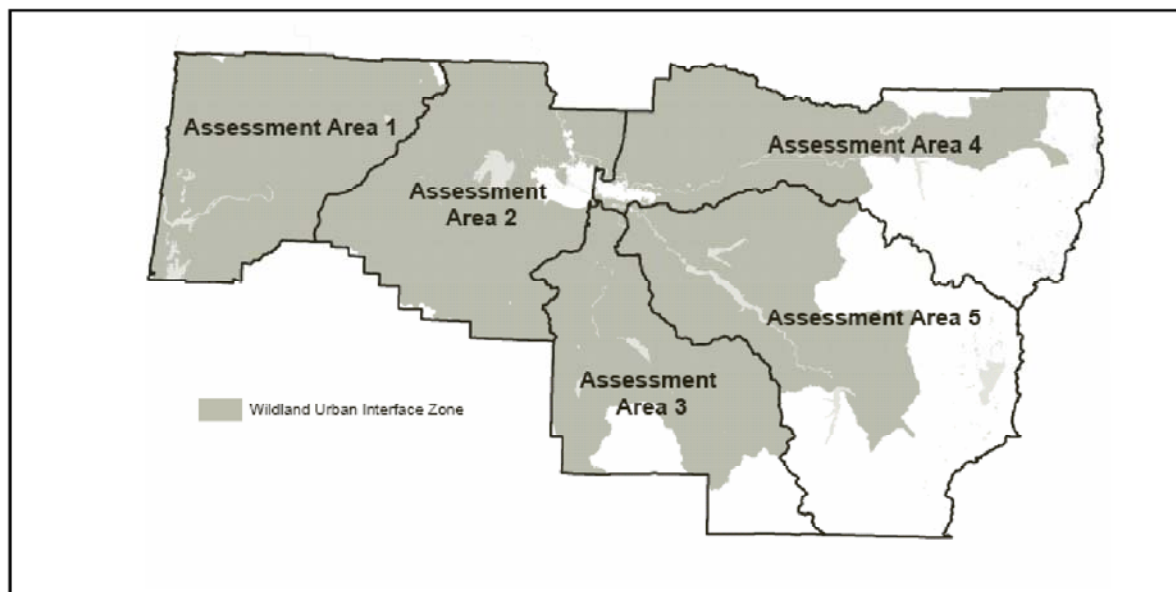 Assessment Area 1
Assessment Area 4
Assessment
Area 2
Assessment Area 5
Assessment
Area 3
Wildland Urban Interface Zone